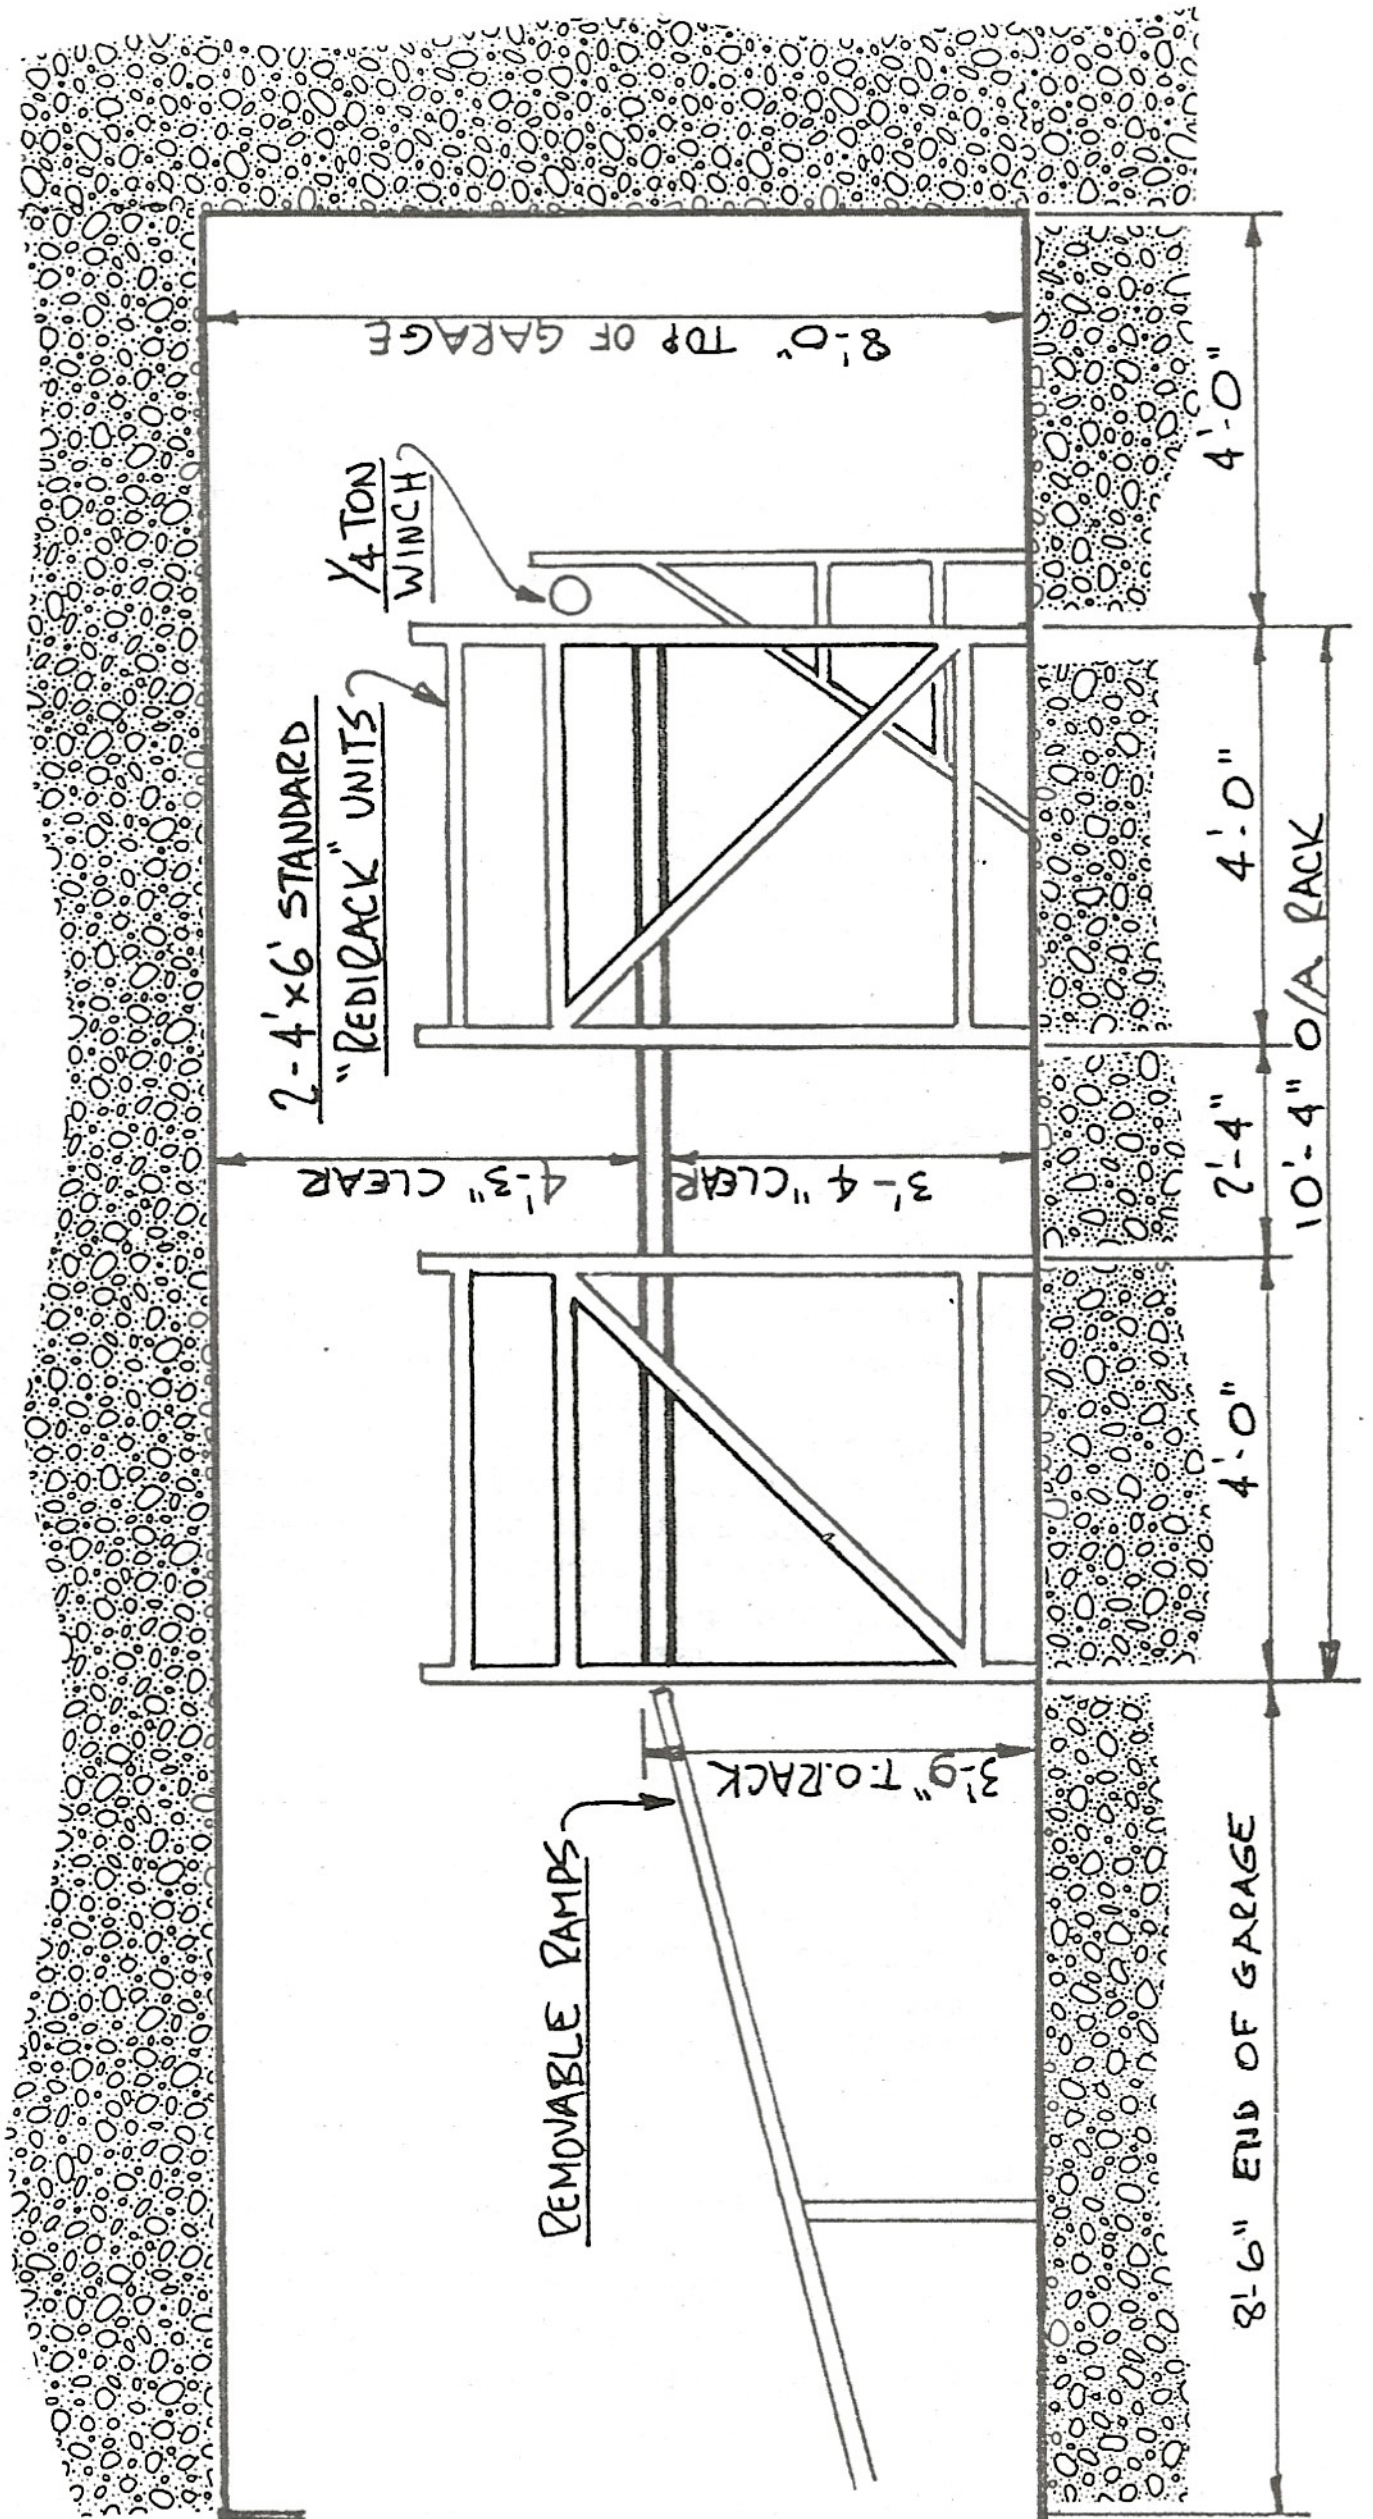 2-4'x6' STANDARD
"REDIRACK" UNITS
1/4 TON
WINCH
8'-0" TOP OF GARAGE
4'-3" CLEAR
3'-4" CLEAR
REMOVABLE RAMPS
3'-9" T.O.RACK
8'-6" END OF GARAGE
4'-0"
2'-4"
4'-0"
4'-0"
10'-4" O/A RACK